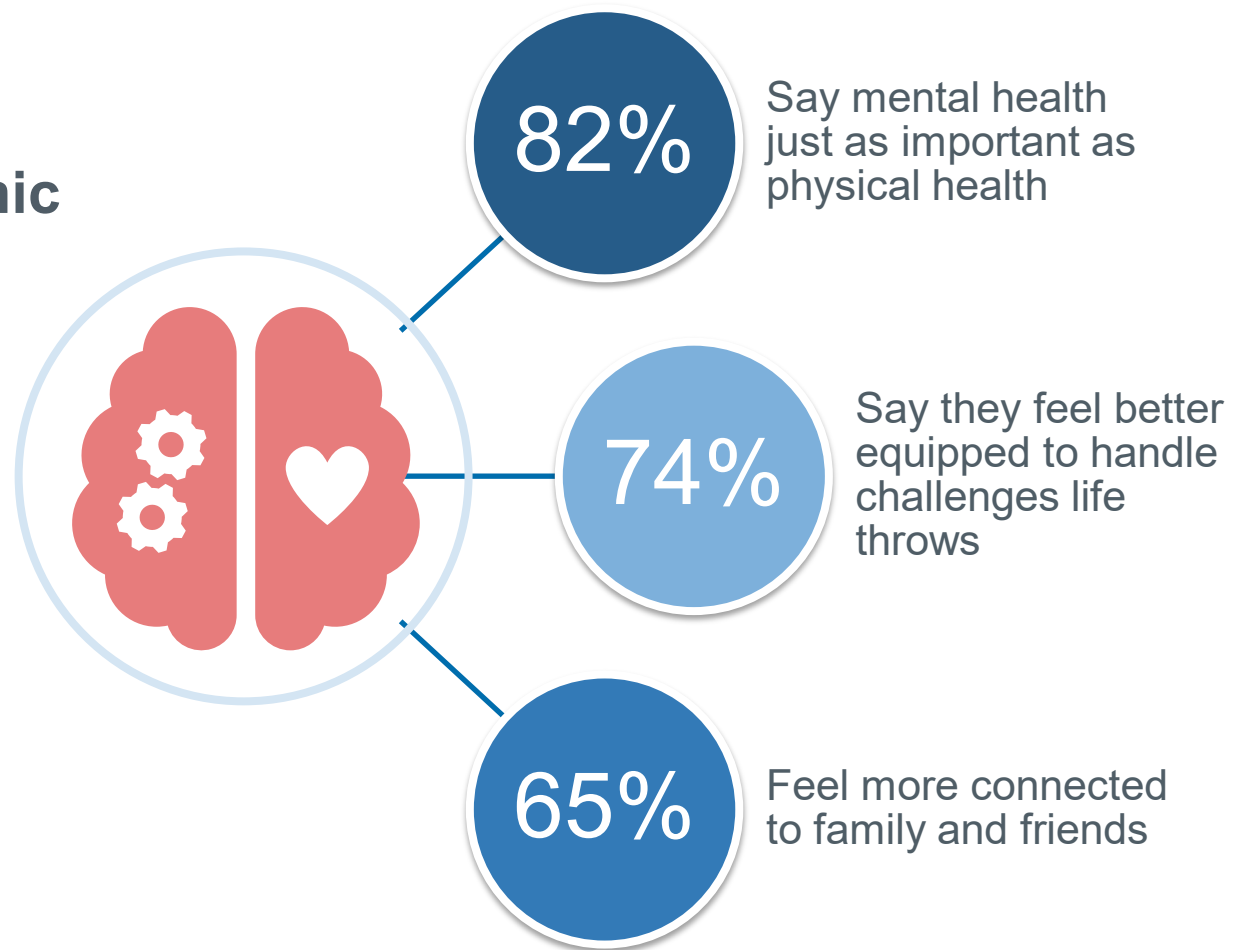 82%
Say mental health
just as important as
physical health
nic
74%
Say they feel better
equipped to handle
challenges life
throws
65%
Feel more connected
to family and friends